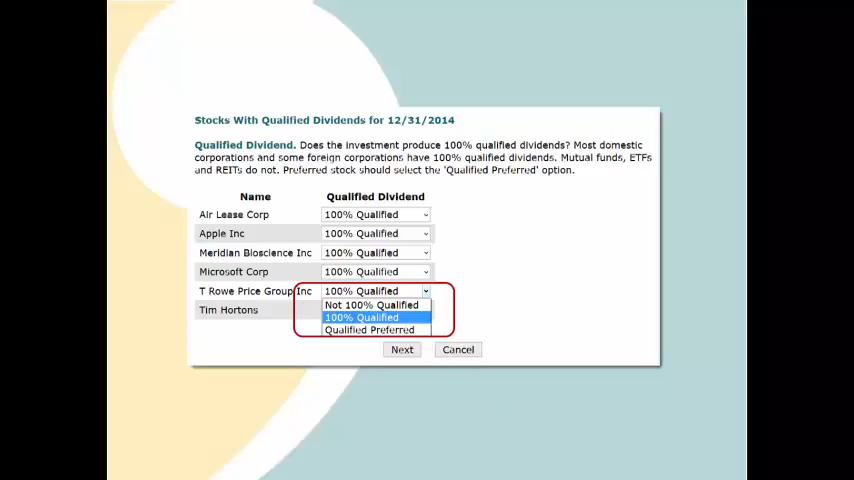 Stocks With Qualified Dividends for 12/31/2014
Qualified Dividend. Does the investment produce 100% qualified dividends? Most domestic
corporations and some foreign corporations have 100% qualified dividends. Mutual funds, ETFs
and REITs do not. Preferred stock should select the 'Qualified Preferred' option.
Name Qualified Dividend
Air Lease Corp 100% Qualified
Apple Inc 100% Qualified
Meridian Bioscience Inc 100% Qualified
Microsoft Corp 100% Qualified
T Rowe Price Group Inc 100% Qualified
Not 100% Qualified
Tim Hortons 100% Qualified
Qualified Preferred
Next Cancel